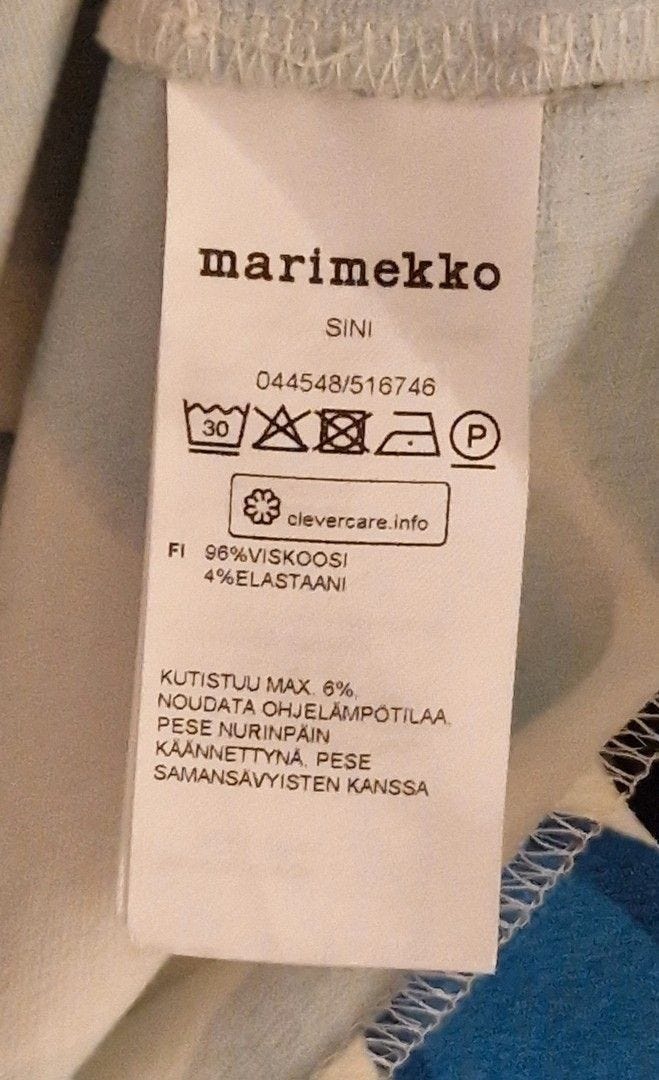 marimekko
SINI
044548/516746
30
P
clevercare.info
FI 96%VISKOOSI
4%ELASTAANI
KUTISTUU MAX. 6%.
NOUDATA OHJELÄMPÖTILAA.
PESE NURINPÄIN
KÄÄNNETTYNÄ. PESE
SAMANSÄVYISTEN KANSSA